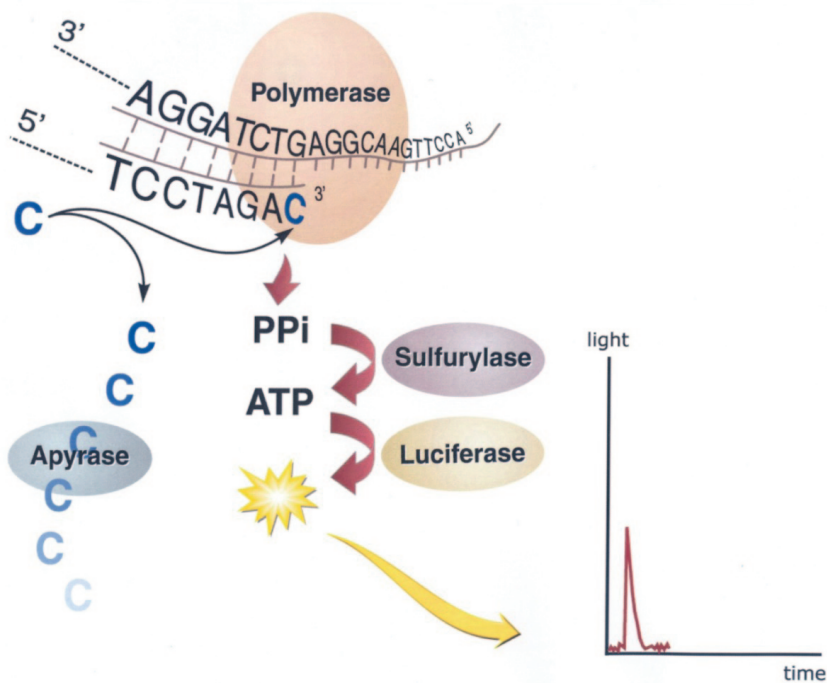 3'
Polymerase
AGGATCTGAGGCAAGTTCCA 5'
5'
TCCTAGAC 3'
C
C
PPi
light
Sulfurylase
C
ATP
C
Apyrase
Luciferase
C
C
C
time